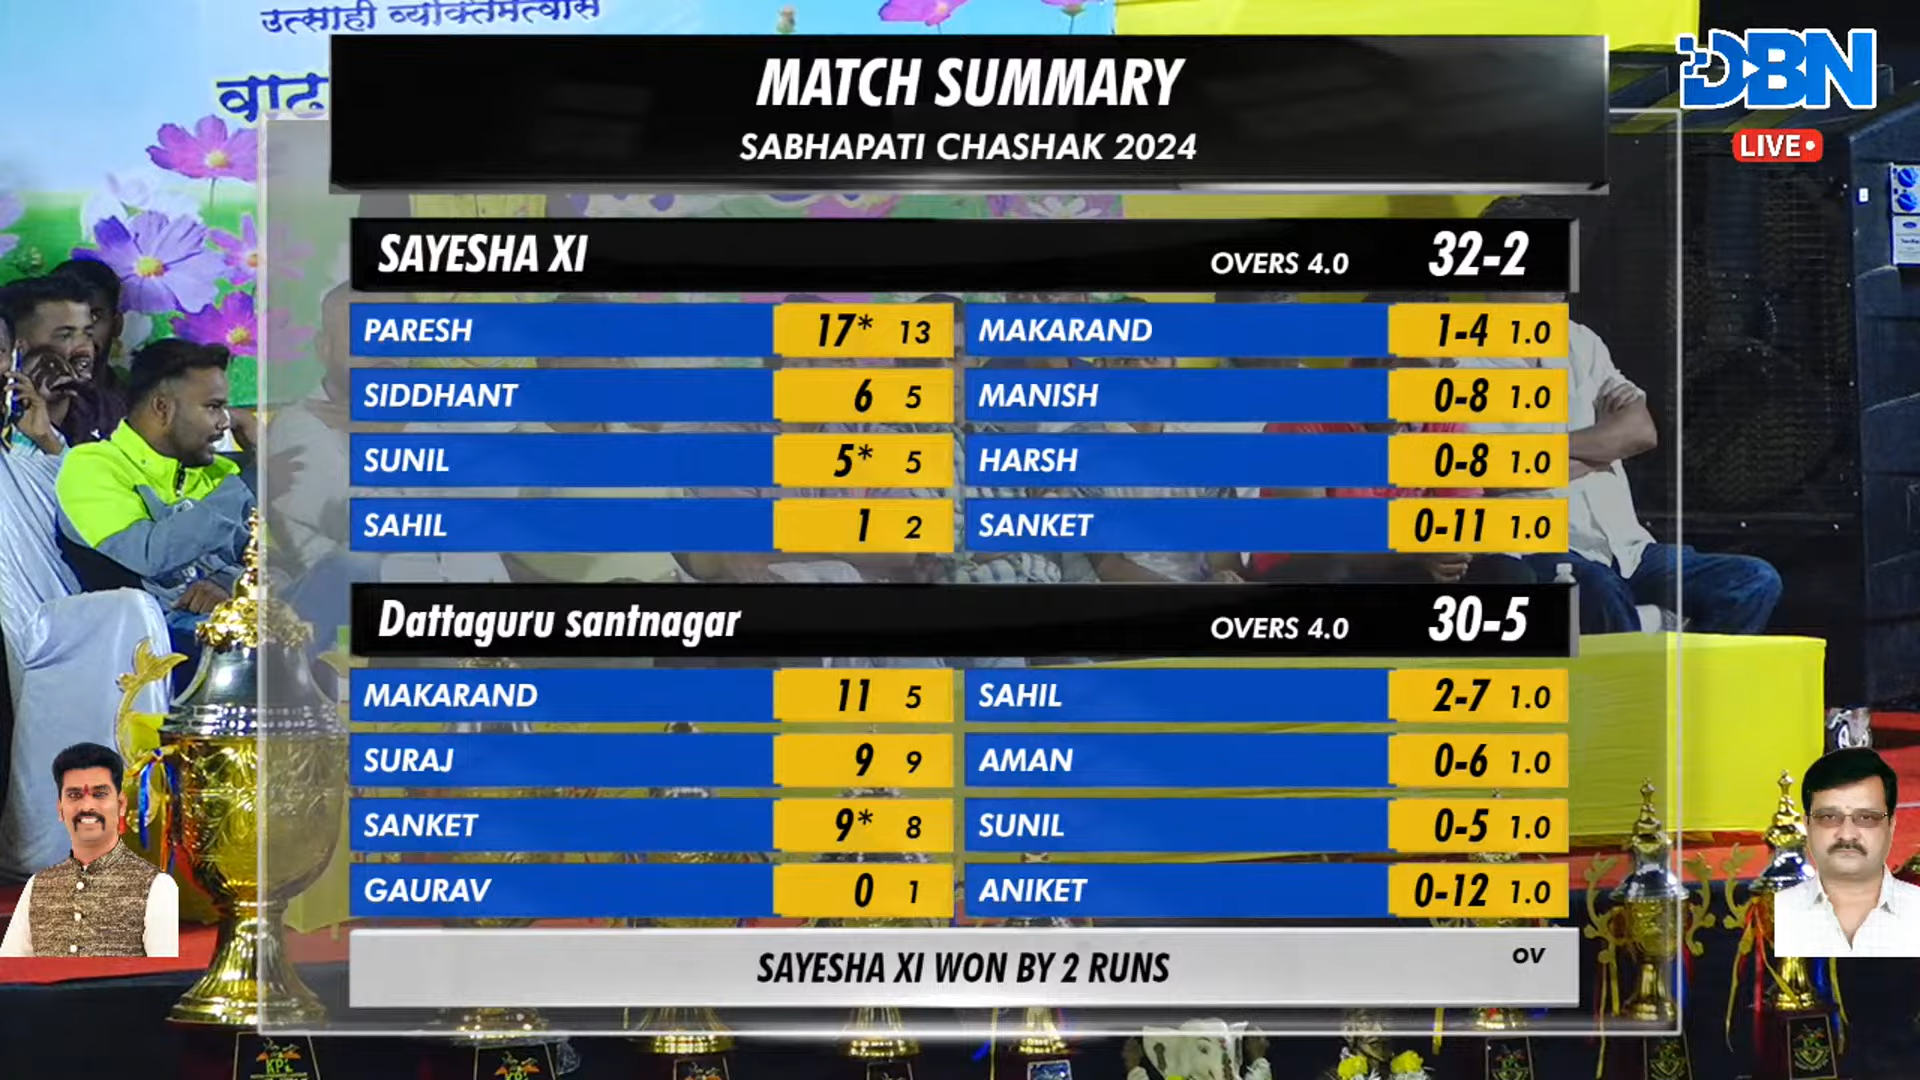 उत्साही व्यक्तिमत्वास
वाढ
MATCH SUMMARY
SABHAPATI CHASHAK 2024
DBN
LIVE
SAYESHA XI OVERS 4.0 32-2
PARESH 17* 13 MAKARAND 1-4 1.0
SIDDHANT 6 5 MANISH 0-8 1.0
SUNIL 5* 5 HARSH 0-8 1.0
SAHIL 1 2 SANKET 0-11 1.0
Dattaguru santnagar OVERS 4.0 30-5
MAKARAND 11 5 SAHIL 2-7 1.0
SURAJ 9 9 AMAN 0-6 1.0
SANKET 9* 8 SUNIL 0-5 1.0
GAURAV 0 1 ANIKET 0-12 1.0
SAYESHA XI WON BY 2 RUNS OV